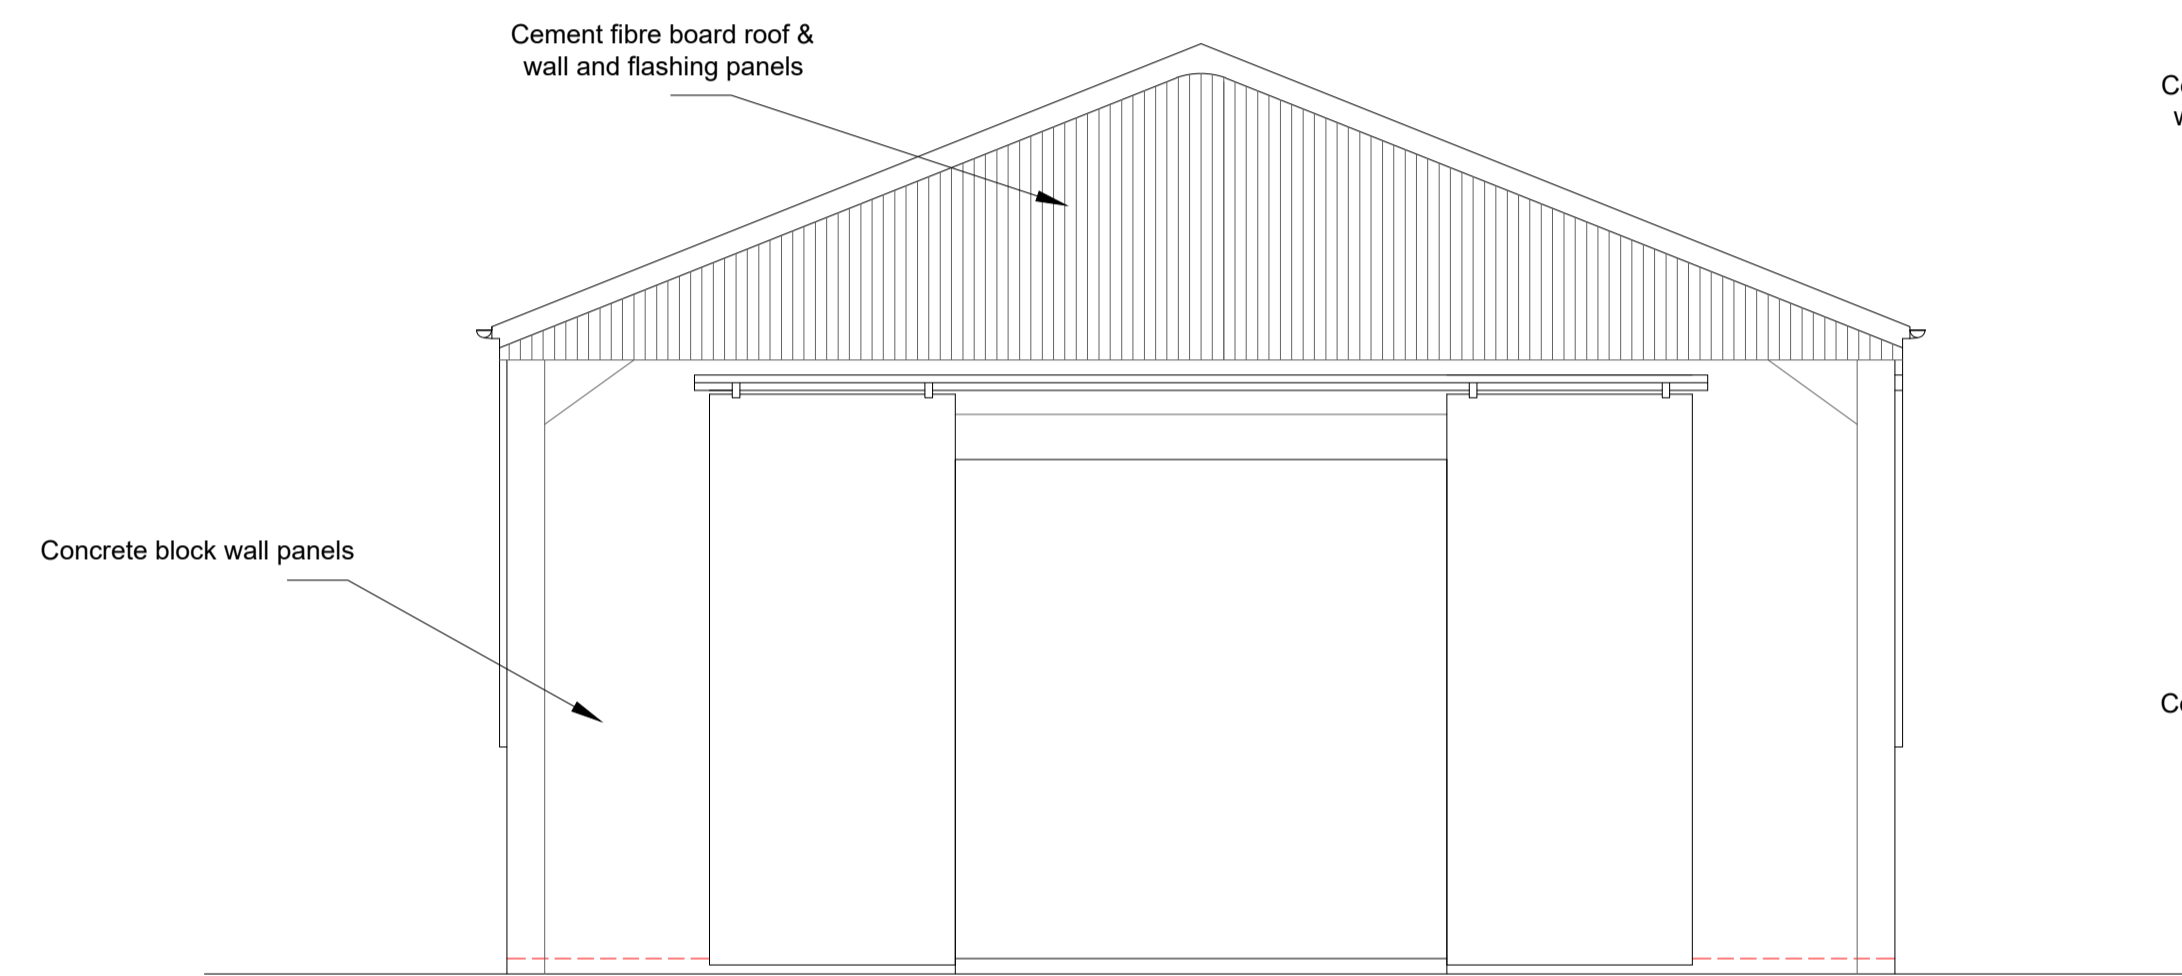 Cement fibre board roof &
wall and flashing panels
Concrete block wall panels